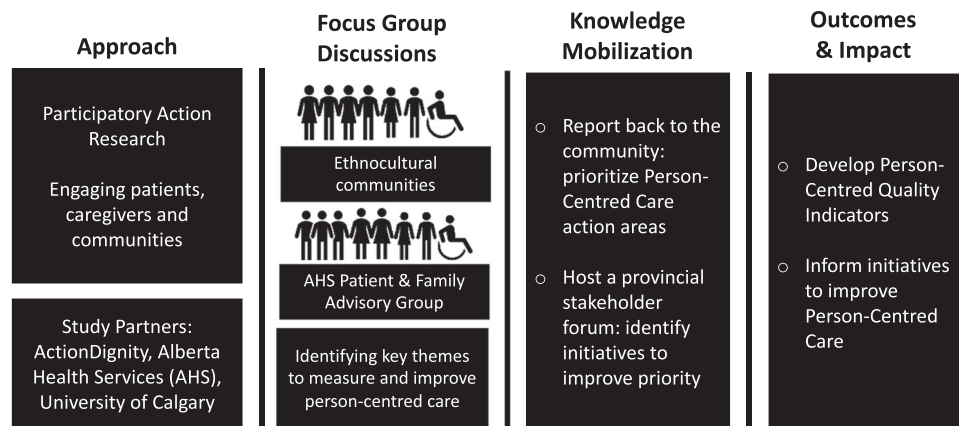 Approach
Participatory Action
Research
Engaging patients,
caregivers and
communities
Study Partners:
ActionDignity, Alberta
Health Services (AHS),
University of Calgary
Focus Group
Discussions
Ethnocultural
communities
AHS Patient & Family
Advisory Group
Identifying key themes
to measure and improve
person-centred care
Knowledge
Mobilization
○ Report back to the
community:
prioritize Person-
Centred Care
action areas
○ Host a provincial
stakeholder
forum: identify
initiatives to
improve priority
Outcomes
& Impact
○ Develop Person-
Centred Quality
Indicators
○ Inform initiatives
to improve
Person-Centred
Care